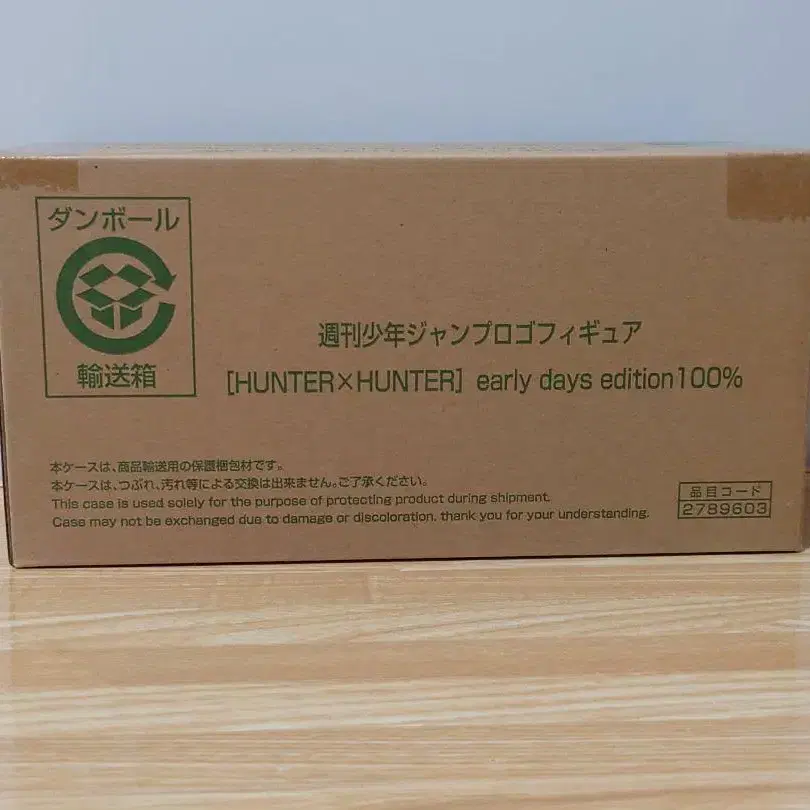 ダンボール
輸送箱
週刊少年ジャンプロゴフィギュア
[HUNTER×HUNTER] early days edition100%
本ケースは、商品輸送用の保護梱包材です。
本ケースは、つぶれ、汚れ等による交換は出来ません。ご了承ください。
This case is used solely for the purpose of protecting product during shipment.
Case may not be exchanged due to damage or discoloration. thank you for your understanding.
品目コード
2789603